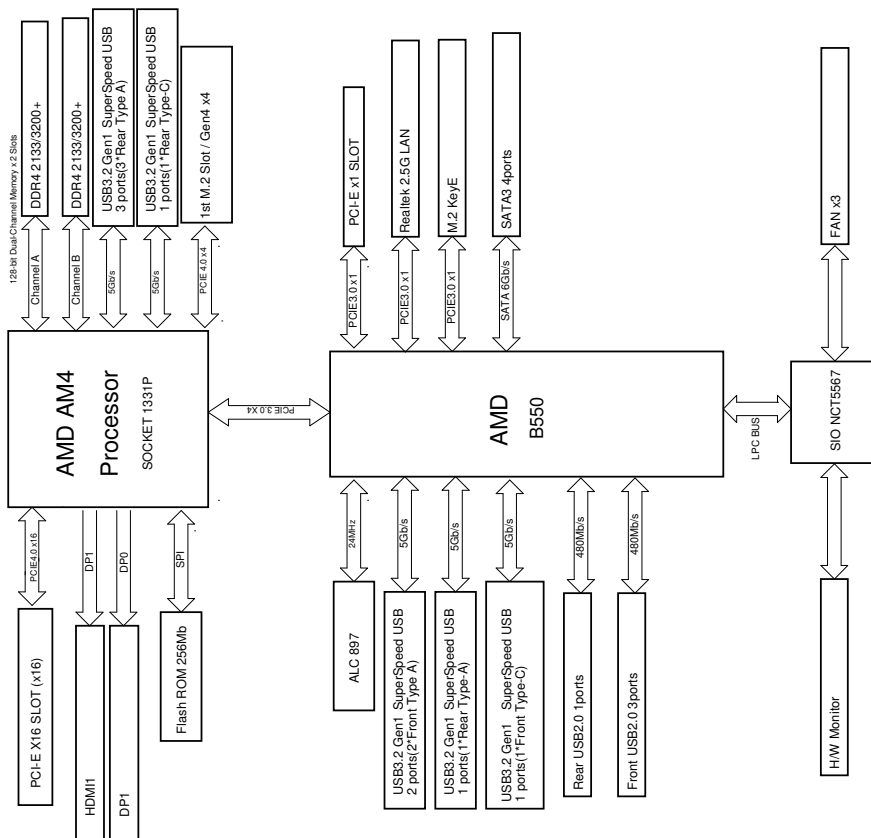 128-bit Dual-Channel Memory x 2 Slots
DDR4 2133/3200+
DDR4 2133/3200+
USB3.2 Gen1 SuperSpeed USB
3 ports(3*Rear Type A)
USB3.2 Gen1 SuperSpeed USB
1 ports(1*Rear Type-C)
1st M.2 Slot / Gen4 x4
Channel A
Channel B
5Gb/s
5Gb/s
PCIE 4.0 x4
AMD AM4
Processor
SOCKET 1331P
PCIE4.0 x16
DP1
DP0
SPI
PCI-E X16 SLOT (x16)
HDMI1
DP1
Flash ROM 256Mb
PCIE 3.0 X4
PCI-E x1 SLOT
Realtek 2.5G LAN
M.2 KeyE
SATA3 4ports
PCIE3.0 x1
PCIE3.0 x1
PCIE3.0 x1
SATA 6Gb/s
AMD
B550
24MHz
5Gb/s
5Gb/s
5Gb/s
480Mb/s
480Mb/s
ALC 897
USB3.2 Gen1 SuperSpeed USB
2 ports(2*Front Type A)
USB3.2 Gen1 SuperSpeed USB
1 ports(1*Rear Type-A)
USB3.2 Gen1 SuperSpeed USB
1 ports(1*Front Type-C)
Rear USB2.0 1ports
Front USB2.0 3ports
LPC BUS
FAN x3
SIO NCT5567
H/W Monitor